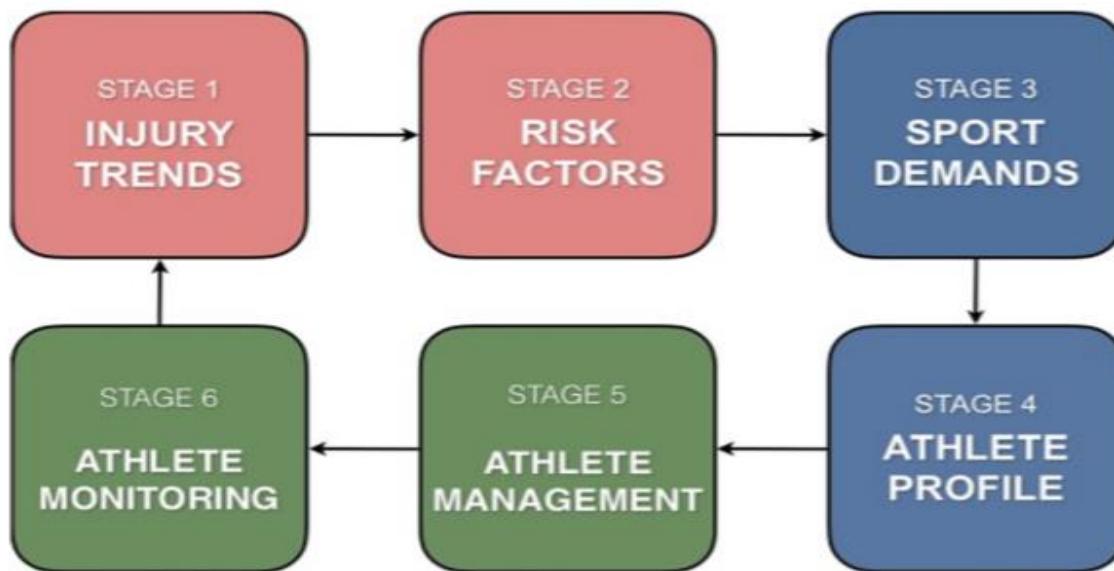 STAGE 1
INJURY
TRENDS
STAGE 2
RISK
FACTORS
STAGE 3
SPORT
DEMANDS
STAGE 4
ATHLETE
PROFILE
STAGE 5
ATHLETE
MANAGEMENT
STAGE 6
ATHLETE
MONITORING